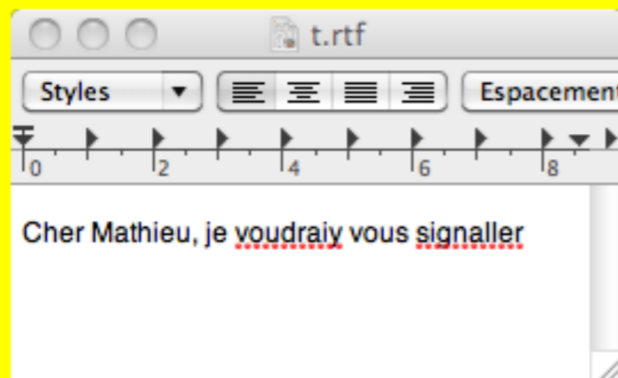 t.rtf
Styles
Espacement
0 2 4 6 8
Cher Mathieu, je voudraiy vous signaller